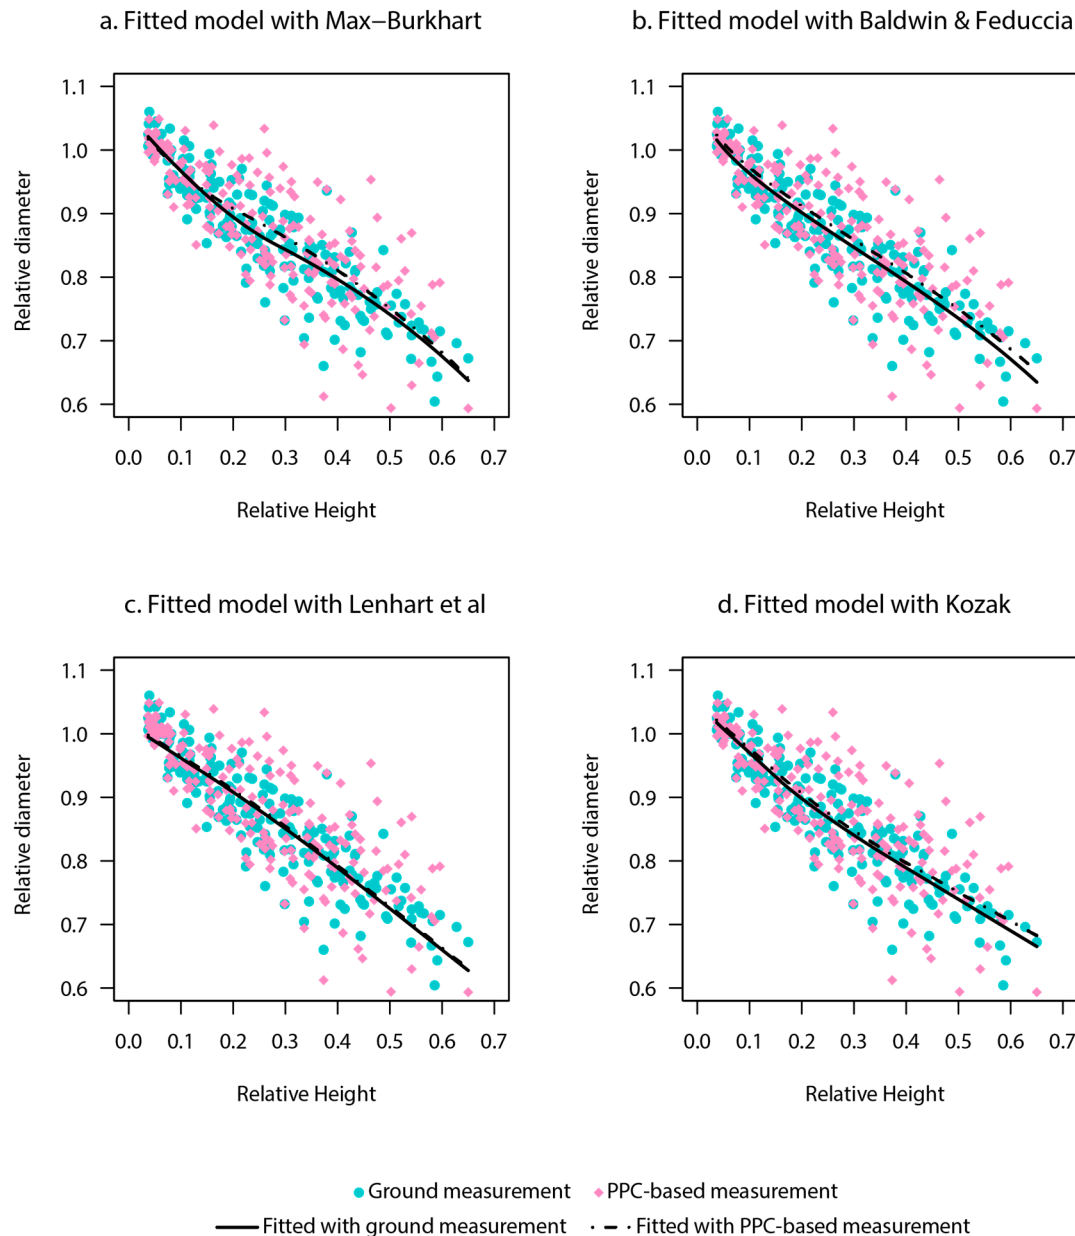 a. Fitted model with Max−Burkhart
b. Fitted model with Baldwin & Feduccia
1.1
1.0
0.9
0.8
0.7
0.6
Relative diameter
0.0 0.1 0.2 0.3 0.4 0.5 0.6 0.7
Relative Height
1.1
1.0
0.9
0.8
0.7
0.6
Relative diameter
0.0 0.1 0.2 0.3 0.4 0.5 0.6 0.7
Relative Height
c. Fitted model with Lenhart et al
d. Fitted model with Kozak
1.1
1.0
0.9
0.8
0.7
0.6
Relative diameter
0.0 0.1 0.2 0.3 0.4 0.5 0.6 0.7
Relative Height
1.1
1.0
0.9
0.8
0.7
0.6
Relative diameter
0.0 0.1 0.2 0.3 0.4 0.5 0.6 0.7
Relative Height
Ground measurement PPC-based measurement
Fitted with ground measurement Fitted with PPC-based measurement